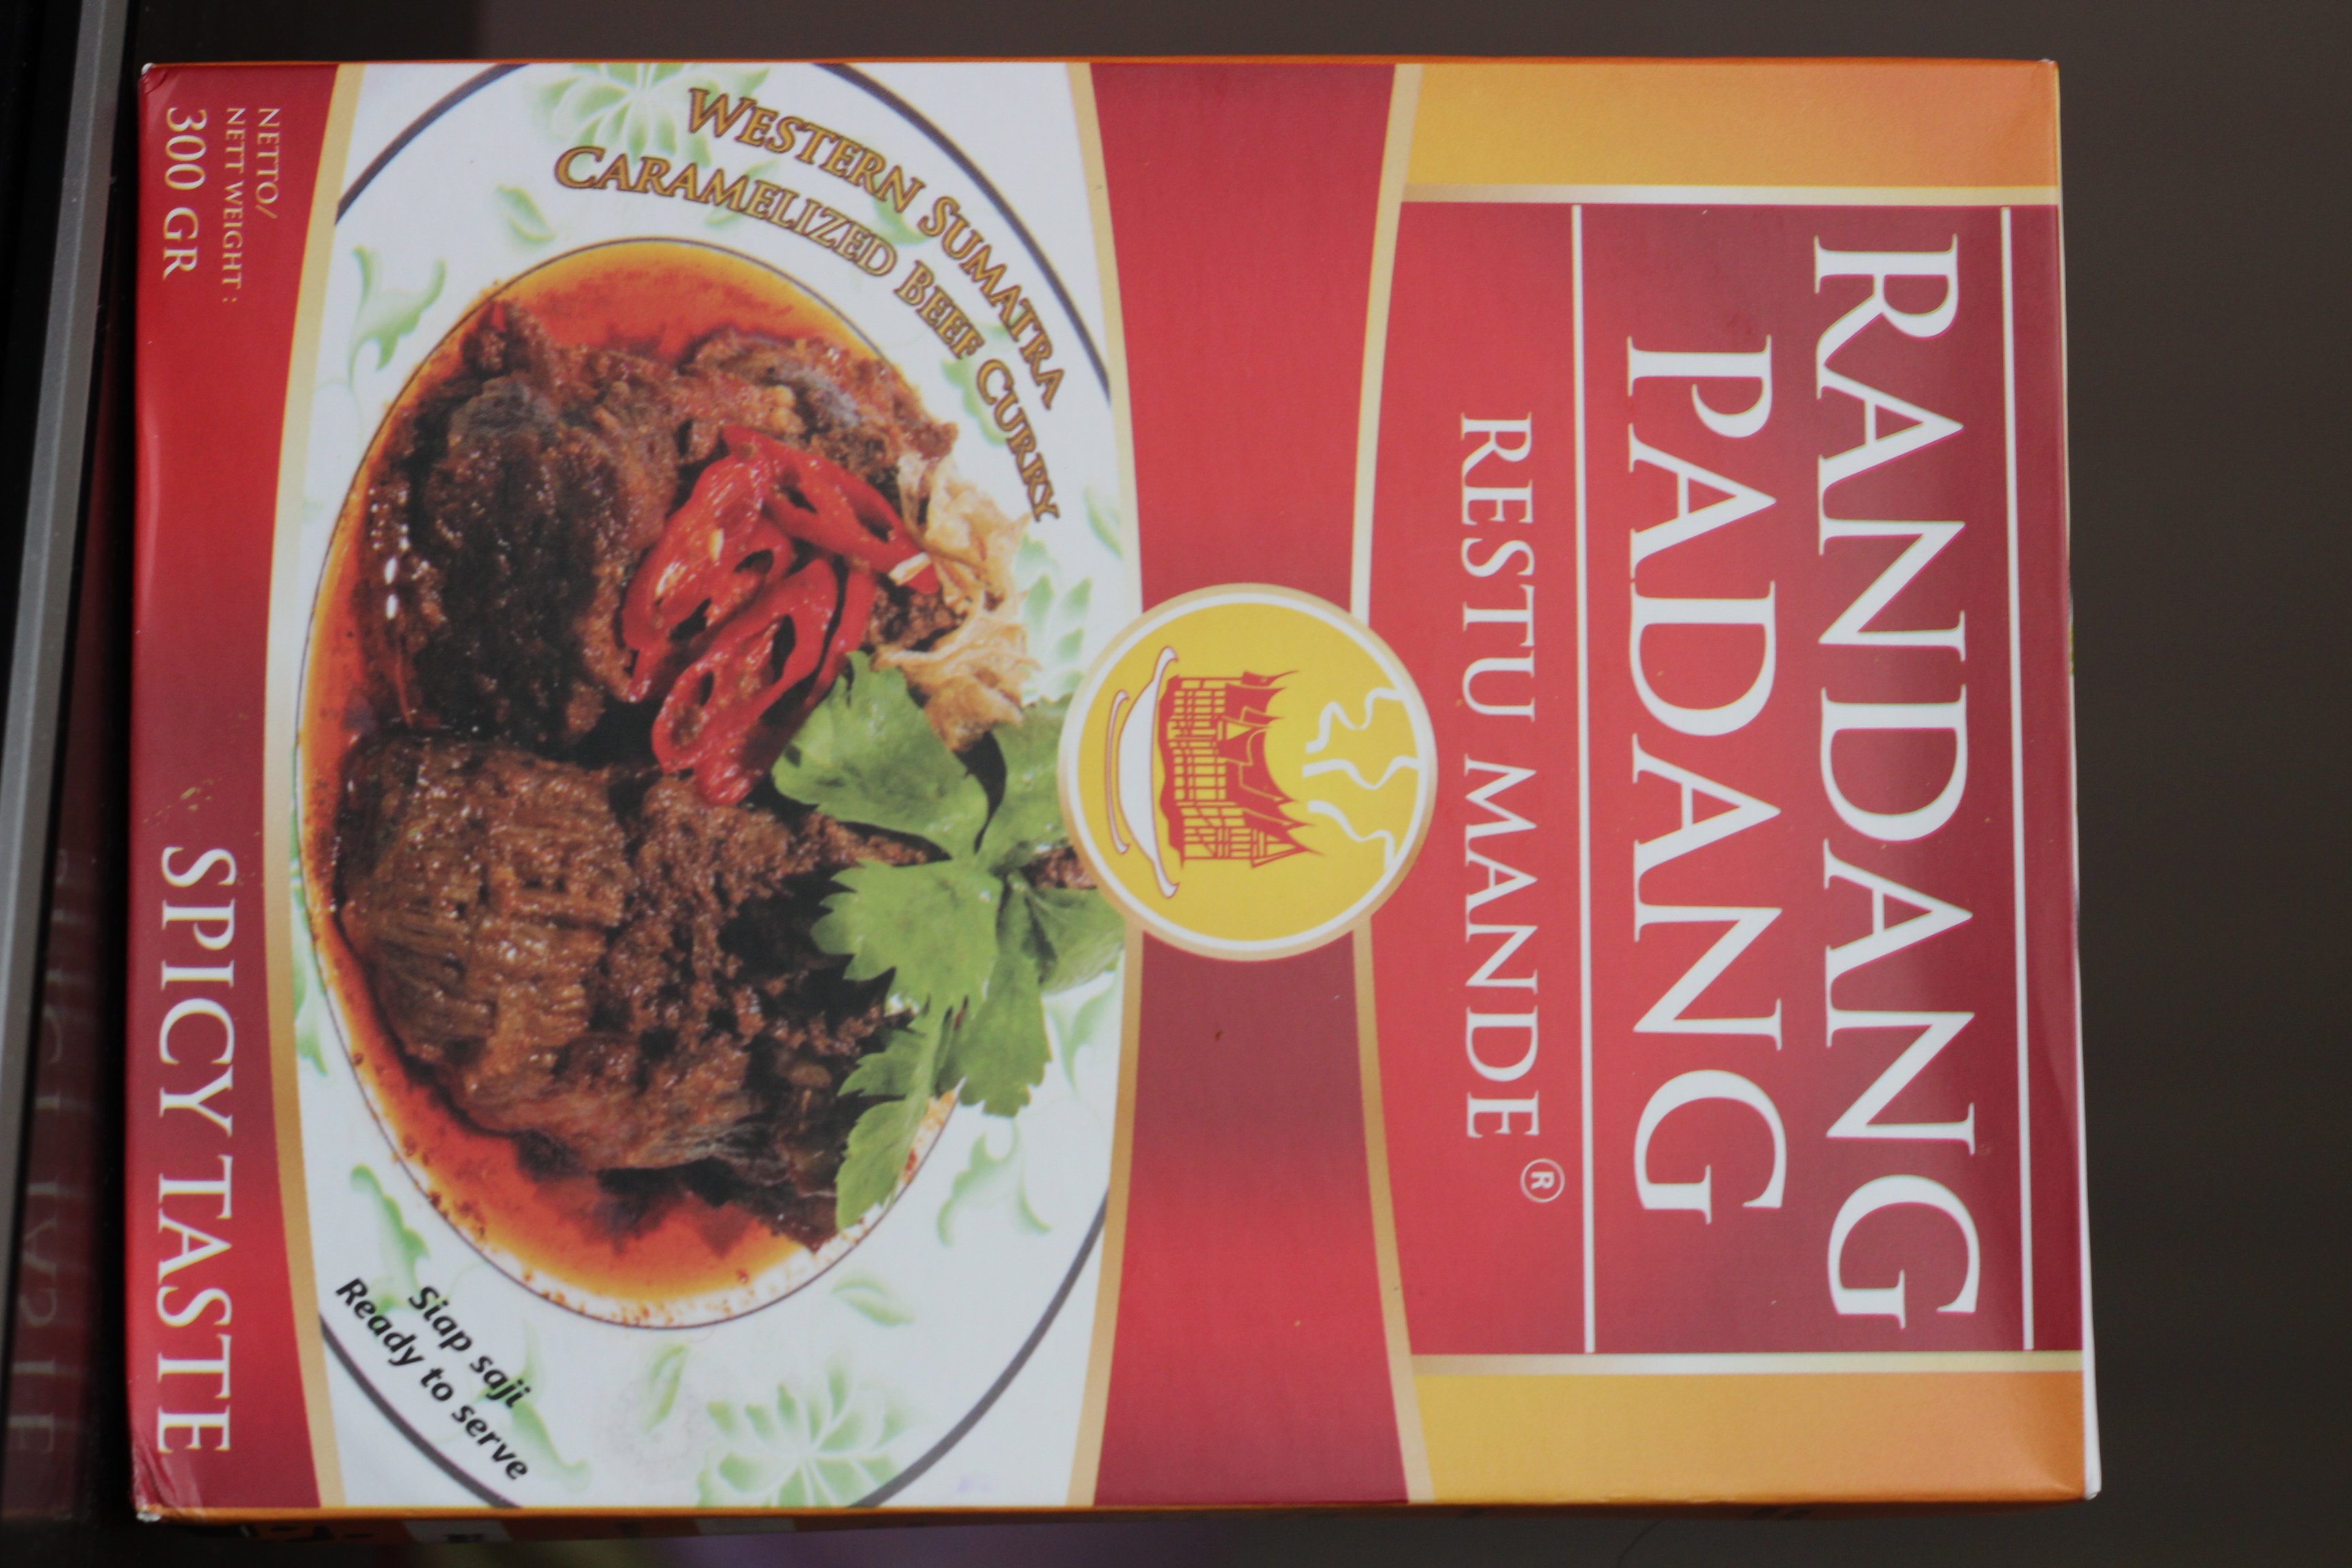 RANDANG
PADANG
RESTU MANDE ®
WESTERN SUMATRA
CARAMELIZED BEEF CURRY
Siap saji
Ready to serve
NETTO/
NETT WEIGHT :
300 GR
SPICY TASTE